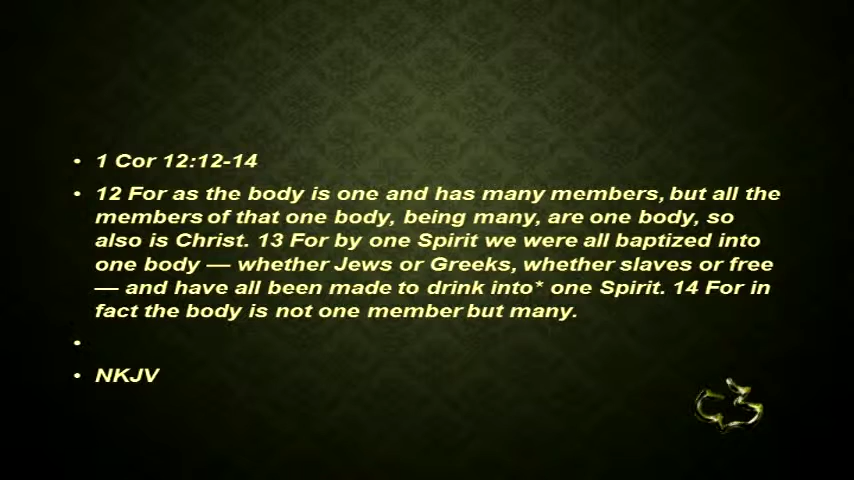 • 1 Cor 12:12-14
• 12 For as the body is one and has many members, but all the
members of that one body, being many, are one body, so
also is Christ. 13 For by one Spirit we were all baptized into
one body — whether Jews or Greeks, whether slaves or free
— and have all been made to drink into* one Spirit. 14 For in
fact the body is not one member but many.
•
• NKJV
C3